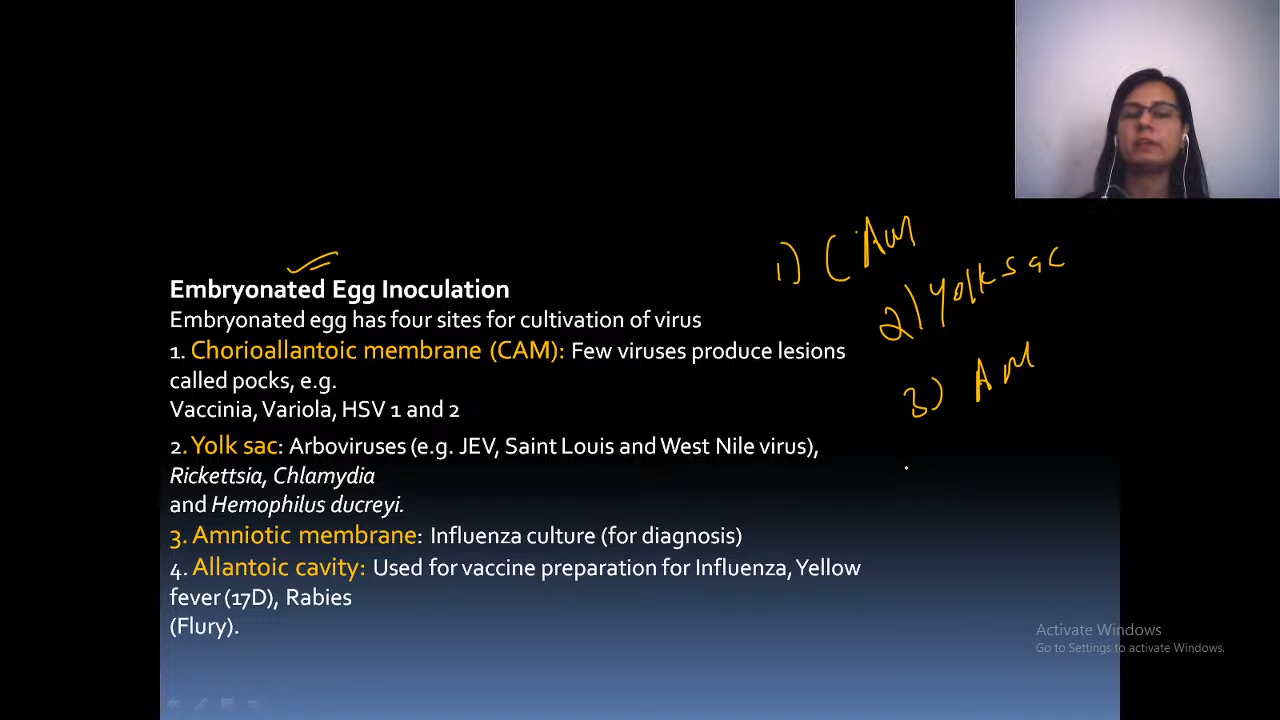 Embryonated Egg Inoculation
Embryonated egg has four sites for cultivation of virus
1. Chorioallantoic membrane (CAM): Few viruses produce lesions
called pocks, e.g.
Vaccinia, Variola, HSV 1 and 2
2. Yolk sac: Arboviruses (e.g. JEV, Saint Louis and West Nile virus),
Rickettsia, Chlamydia
and Hemophilus ducreyi.
3. Amniotic membrane: Influenza culture (for diagnosis)
4. Allantoic cavity: Used for vaccine preparation for Influenza, Yellow
fever (17D), Rabies
(Flury).
1) CAM
2) Yolk sac
3) AM
Activate Windows
Go to Settings to activate Windows.